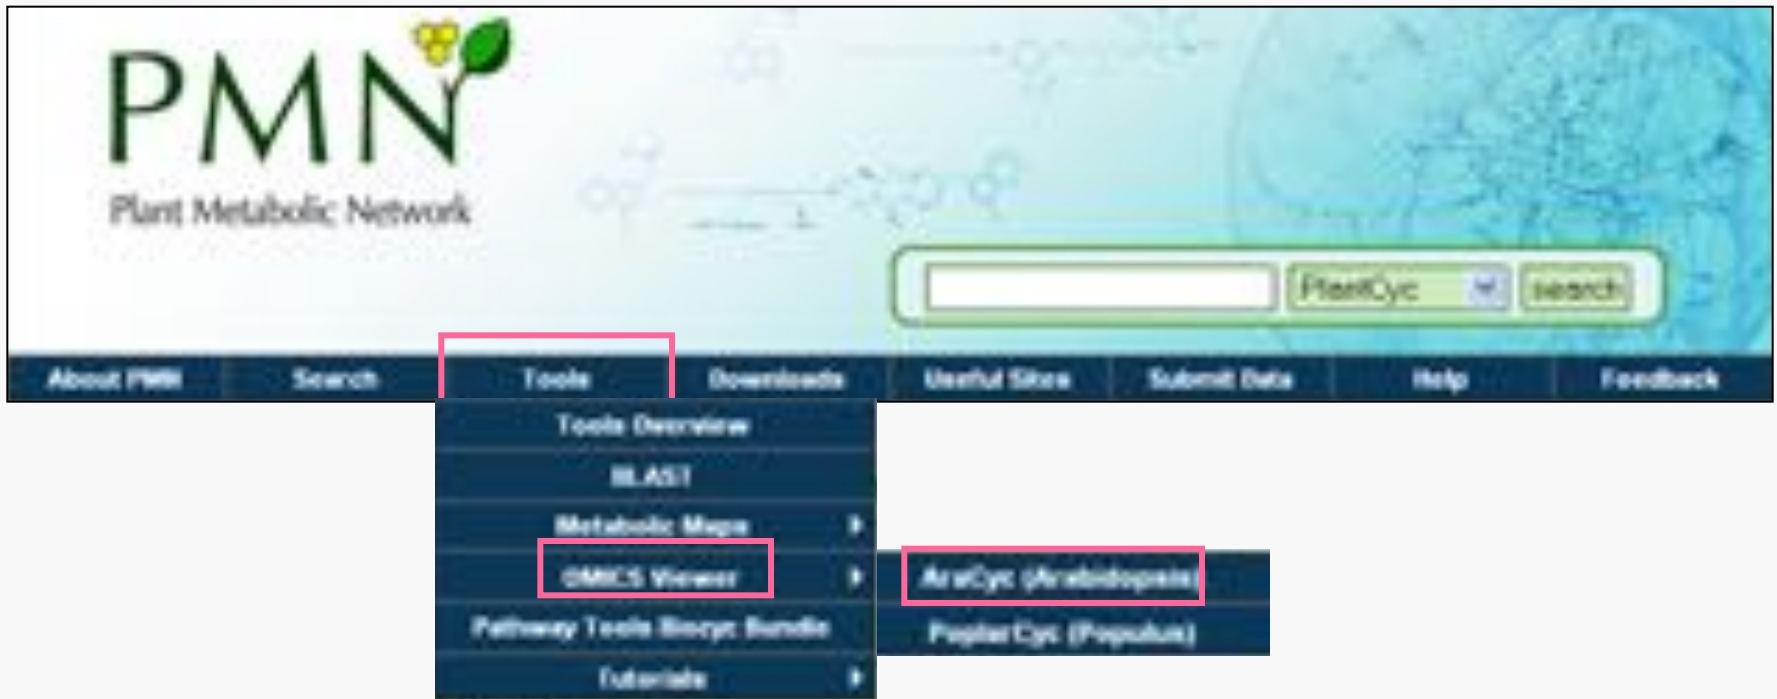 PMN
Plant Metabolic Network
PlantCyc search
About PMN Search Tools Downloads Useful Sites Submit Data Help Feedback
Tools Overview
BLAST
Metabolic Maps
OMICS Viewer AraCyc (Arabidopsis)
Pathway Tools Biocyc Bundle PoplarCyc (Populus)
Tutorials